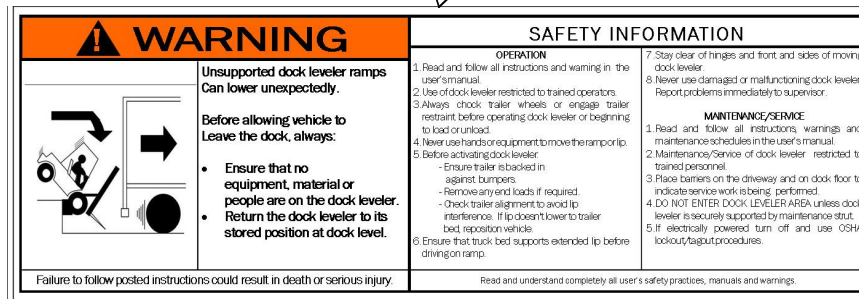 WARNING
Unsupported dock leveler ramps
Can lower unexpectedly.
Before allowing vehicle to
Leave the dock, always:
• Ensure that no
equipment, material or
people are on the dock leveler.
• Return the dock leveler to its
stored position at dock level.
Failure to follow posted instructions could result in death or serious injury.
SAFETY INFORMATION
OPERATION
1. Read and follow all instructions and warning in the
user's manual.
2. Use of dock leveler restricted to trained operators.
3. Always chock trailer wheels or engage trailer
restraint before operating dock leveler or beginning
to load or unload.
4. Never use hands or equipment to move the ramp or lip.
5. Before activating dock leveler:
- Ensure trailer is backed in
against bumpers.
- Remove any end loads if required.
- Check trailer alignment to avoid lip
interference. If lip doesn't lower to trailer
bed, reposition vehicle.
6. Ensure that truck bed supports extended lip before
driving on ramp.
7. Stay clear of hinges and front and sides of moving
dock leveler.
8. Never use damaged or malfunctioning dock leveler.
Report problems immediately to supervisor.
MAINTENANCE/SERVICE
1. Read and follow all instructions, warnings and
maintenance schedules in the user's manual.
2. Maintenance/Service of dock leveler restricted to
trained personnel.
3. Place barriers on the driveway and on dock floor to
indicate service work is being performed.
4. DO NOT ENTER DOCK LEVELER AREA unless dock
leveler is securely supported by maintenance strut.
5. If electrically powered turn off and use OSHA
lockout/tagout procedures.
Read and understand completely all user's safety practices, manuals and warnings.